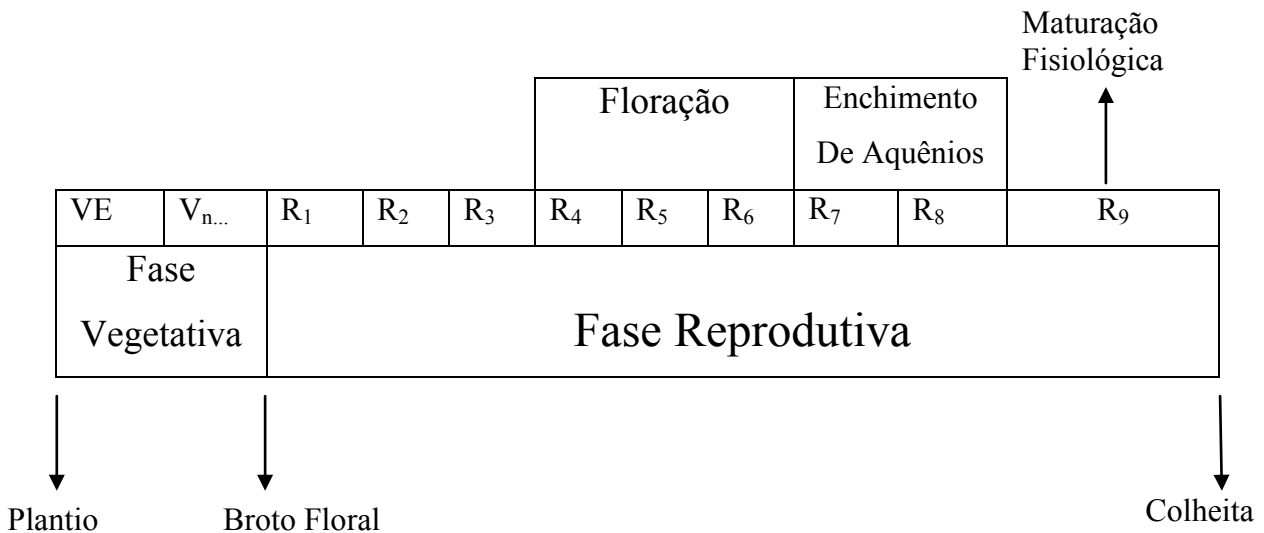 Maturação
Fisiológica
Floração
Enchimento
De Aquênios
VE Vn... R1 R2 R3 R4 R5 R6 R7 R8 R9
Fase
Vegetativa
Fase Reprodutiva
Plantio
Broto Floral
Colheita